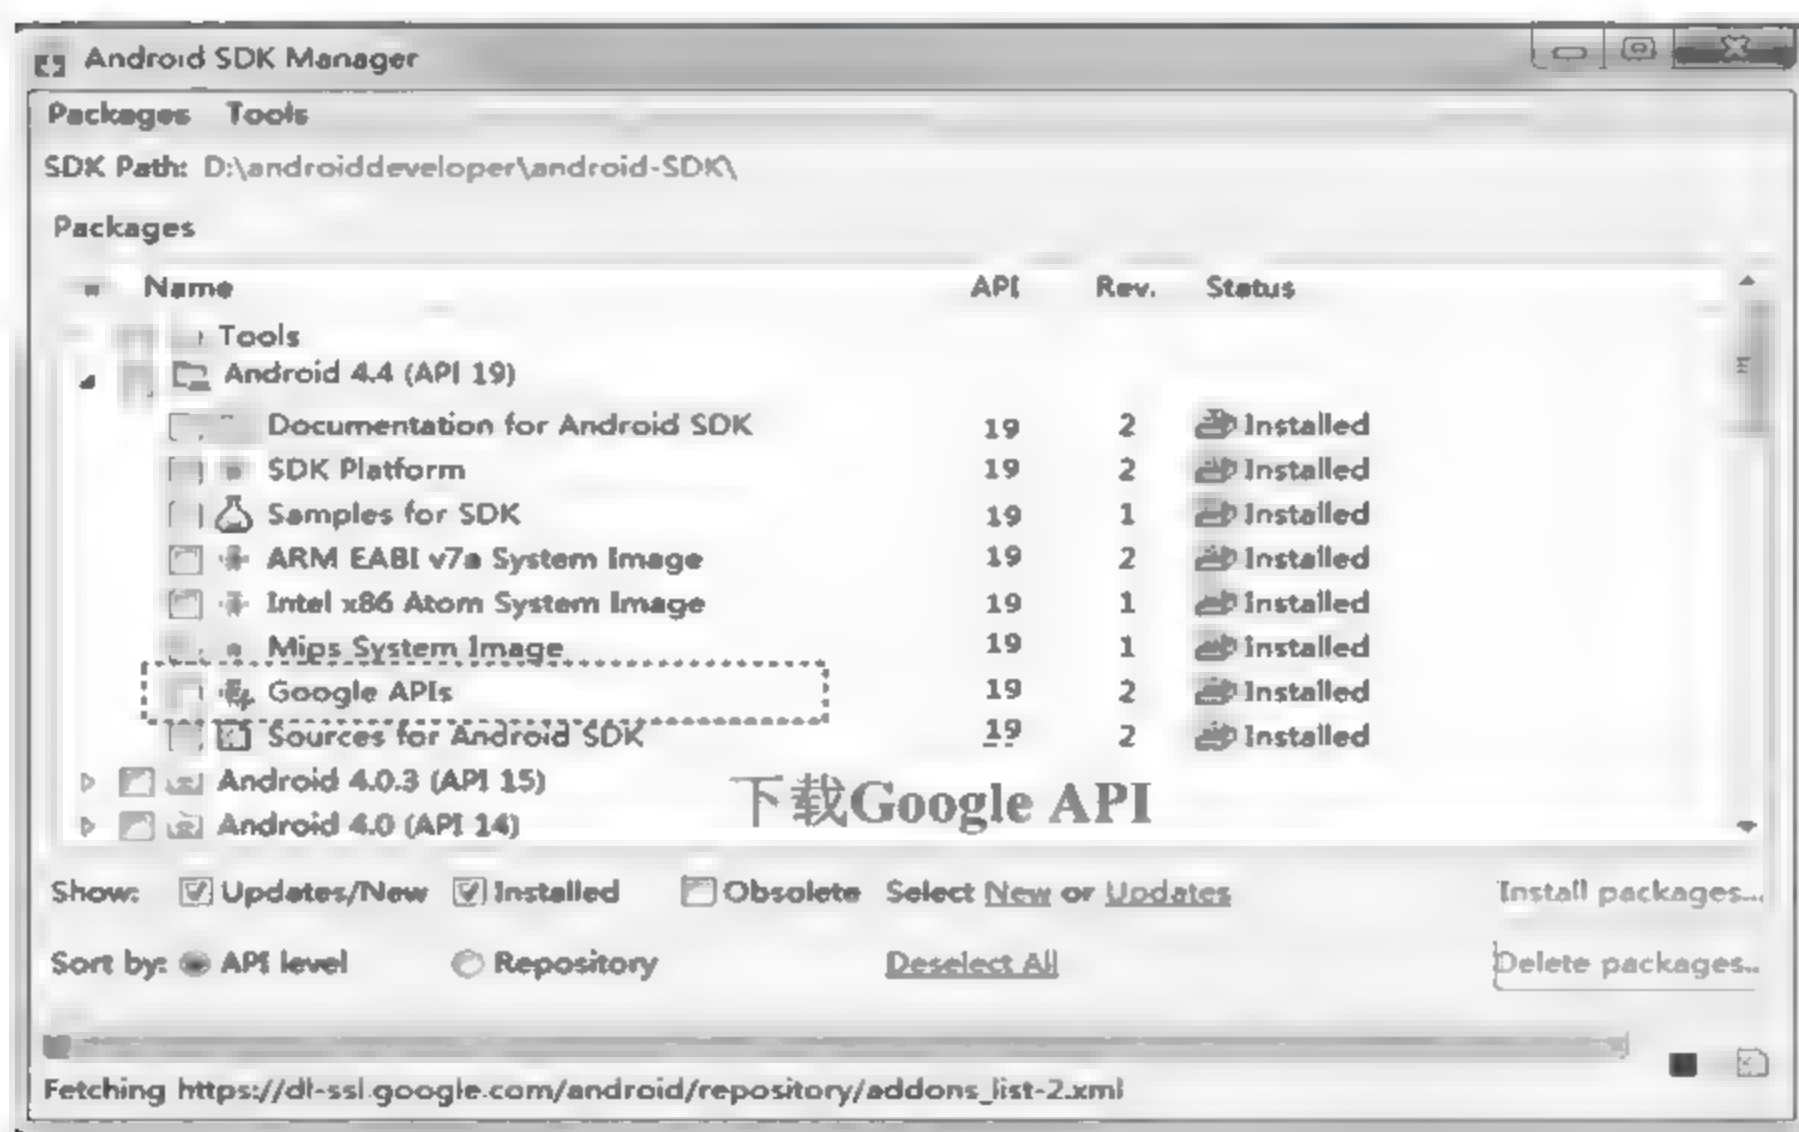 Android SDK Manager
Packages Tools
SDK Path: D:\androiddeveloper\android-SDK\
Packages
Name API Rev. Status
Tools
Android 4.4 (API 19)
Documentation for Android SDK 19 2 Installed
SDK Platform 19 2 Installed
Samples for SDK 19 1 Installed
ARM EABI v7a System Image 19 2 Installed
Intel x86 Atom System Image 19 1 Installed
Mips System Image 19 1 Installed
Google APIs 19 2 Installed
Sources for Android SDK 19 2 Installed
Android 4.0.3 (API 15)
Android 4.0 (API 14)
下载Google API
Show: Updates/New Installed Obsolete Select New or Updates Install packages...
Sort by: API level Repository Deselect All Delete packages...
Fetching https://dl-ssl.google.com/android/repository/addons_list-2.xml